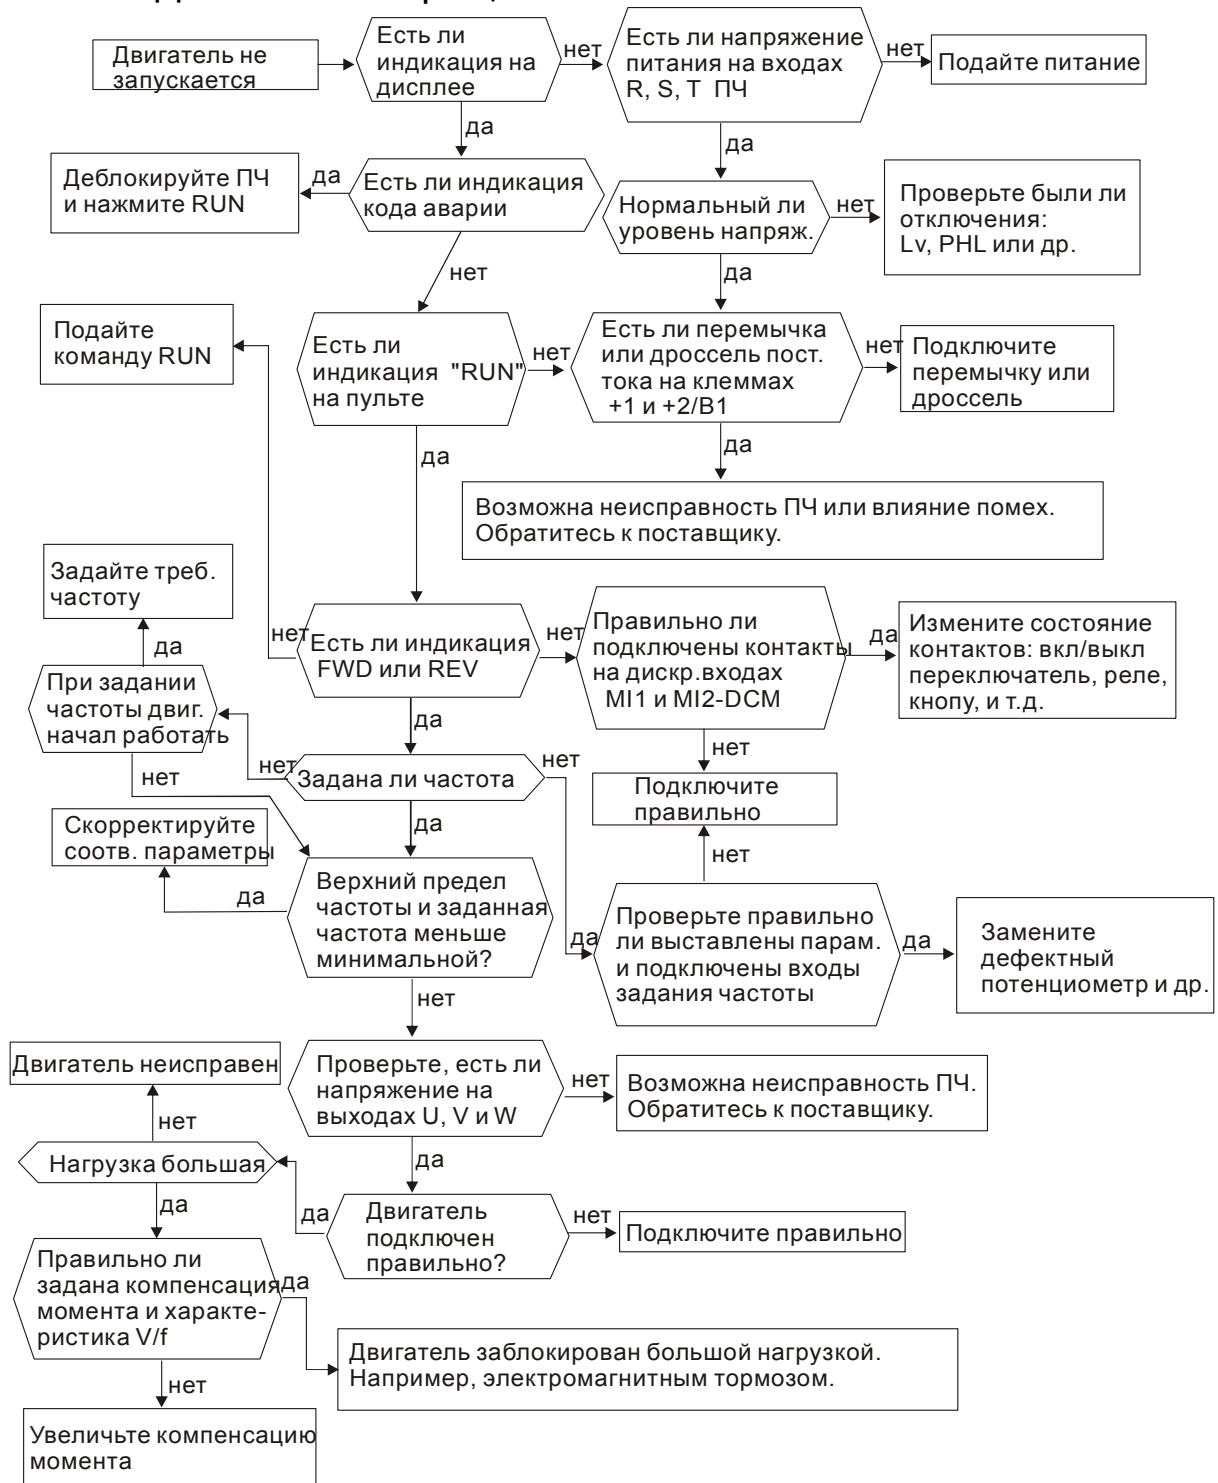 Двигатель не
запускается
Есть ли
индикация на
дисплее
нет
Есть ли напряжение
питания на входах
R, S, T ПЧ
нет
Подайте питание
да
да
Деблокируйте ПЧ
и нажмите RUN
да
Есть ли индикация
кода аварии
Нормальный ли
уровень напряж.
нет
Проверьте были ли
отключения:
Lv, PHL или др.
нет
да
Подайте
команду RUN
Есть ли
индикация "RUN"
на пульте
нет
Есть ли перемычка
или дроссель пост.
тока на клеммах
+1 и +2/B1
нет
Подключите
перемычку или
дроссель
да
да
Возможна неисправность ПЧ или влияние помех.
Обратитесь к поставщику.
Задайте треб.
частоту
да
нет
Есть ли индикация
FWD или REV
нет
Правильно ли
подключены контакты
на дискр.входах
MI1 и MI2-DCM
да
Измените состояние
контактов: вкл/выкл
переключатель, реле,
кнопу, и т.д.
При задании
частоты двиг.
начал работать
да
нет
нет
нет
Задана ли частота
нет
Подключите
правильно
Скорректируйте
соотв. параметры
да
нет
да
Верхний предел
частоты и заданная
частота меньше
минимальной?
да
Проверьте правильно
ли выставлены парам.
и подключены входы
задания частоты
да
Замените
дефектный
потенциометр и др.
нет
Двигатель неисправен
Проверьте, есть ли
напряжение на
выходах U, V и W
нет
Возможна неисправность ПЧ.
Обратитесь к поставщику.
нет
да
Нагрузка большая
да
да
Двигатель
подключен
правильно?
нет
Подключите правильно
Правильно ли
задана компенсация
момента и характе-
ристика V/f
да
Двигатель заблокирован большой нагрузкой.
Например, электромагнитным тормозом.
нет
Увеличьте компенсацию
момента